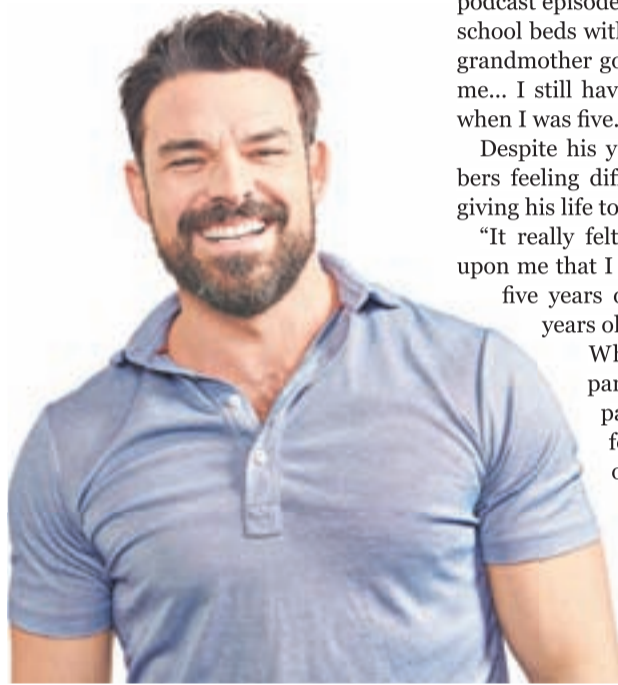 podcast episode
school beds wit
grandmother go
me... I still hav
when I was five.
Despite his y
bers feeling dif
giving his life to
“It really felt
upon me that I
five years
years ol
Wh
par
pa
f